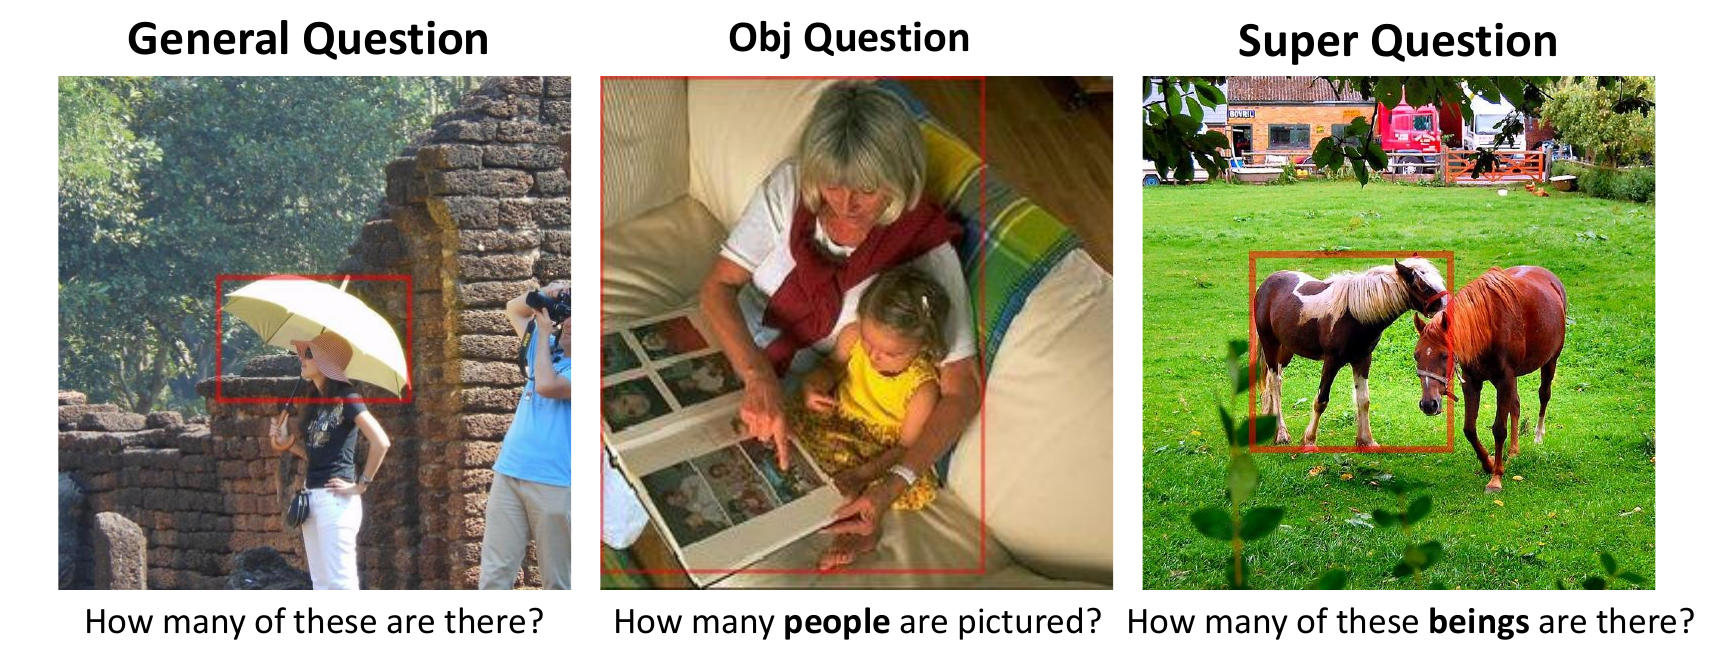 General Question
Obj Question
Super Question
BOVRIL
How many of these are there?
How many people are pictured?
How many of these beings are there?